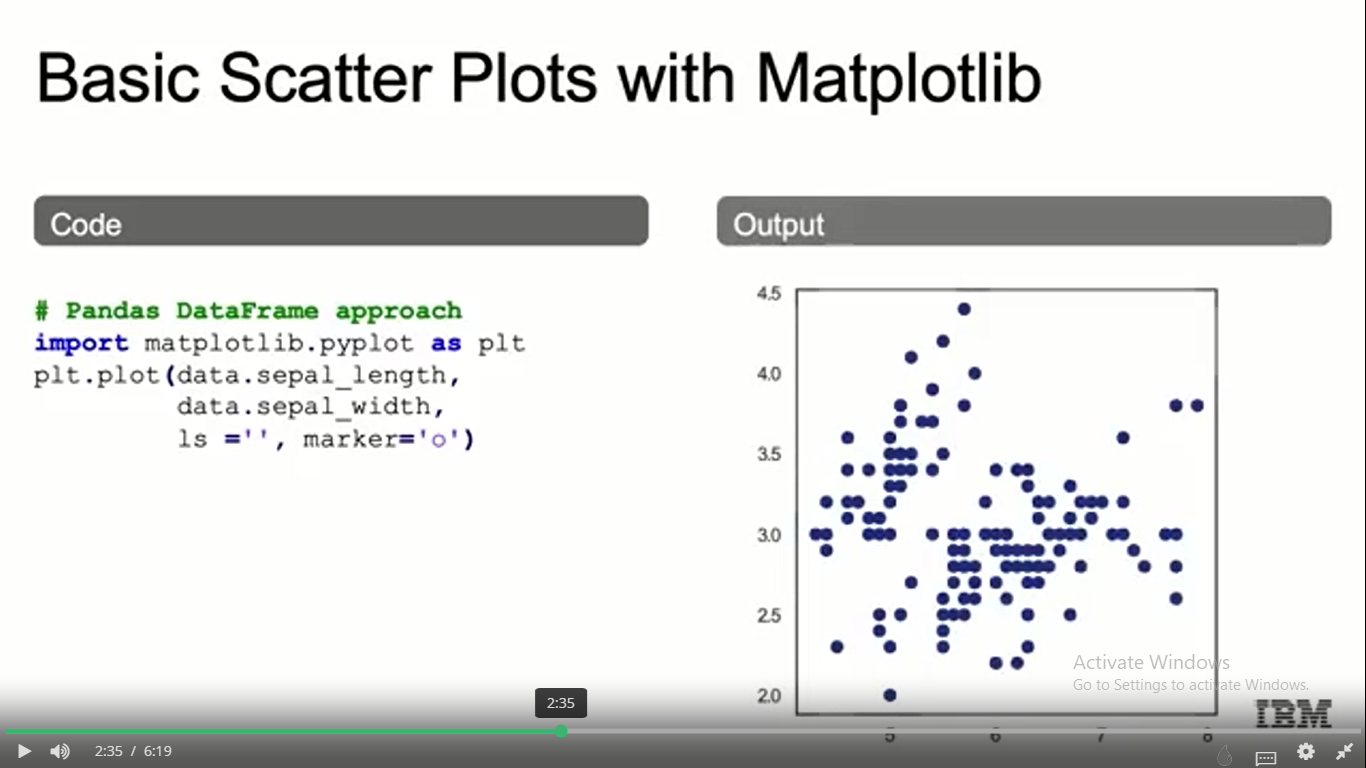 Basic Scatter Plots with Matplotlib
Code
# Pandas DataFrame approach
import matplotlib.pyplot as plt
plt.plot(data.sepal_length,
data.sepal_width,
ls ='', marker='o')
Output
4.5
4.0
3.5
3.0
2.5
2.0
5 6 7 8
Activate Windows
Go to Settings to activate Windows.
IBM
2:35
2:35 / 6:19